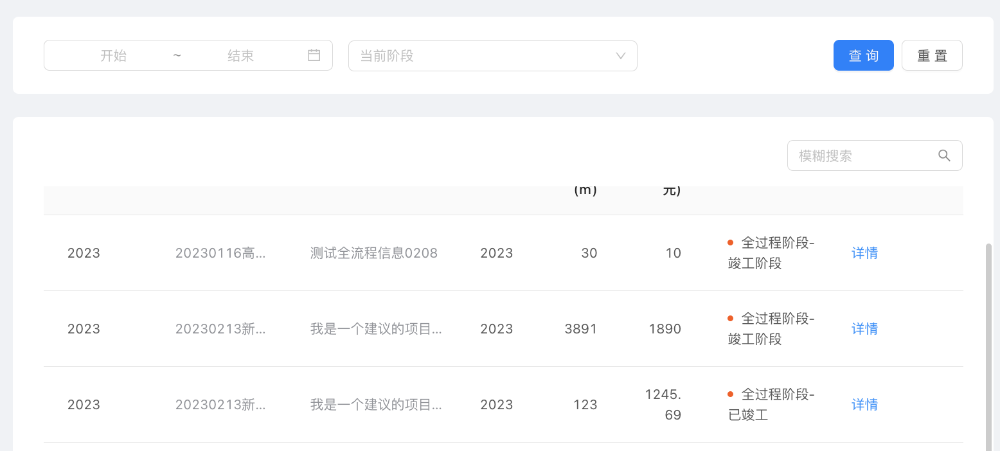 开始 ~ 结束 当前阶段 查询 重置
模糊搜索
(m) 元)
2023 20230116高... 测试全流程信息0208 2023 30 10 全过程阶段-
竣工阶段 详情
2023 20230213新... 我是一个建议的项目... 2023 3891 1890 全过程阶段-
竣工阶段 详情
2023 20230213新... 我是一个建议的项目... 2023 123 1245.
69 全过程阶段-
已竣工 详情